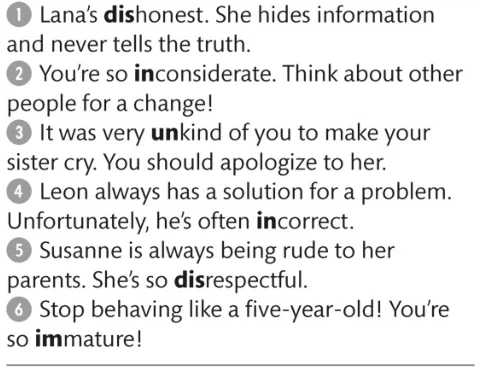 1 Lana's dishonest. She hides information
and never tells the truth.
2 You're so inconsiderate. Think about other
people for a change!
3 It was very unkind of you to make your
sister cry. You should apologize to her.
4 Leon always has a solution for a problem.
Unfortunately, he's often incorrect.
5 Susanne is always being rude to her
parents. She's so disrespectful.
6 Stop behaving like a five-year-old! You're
so immature!